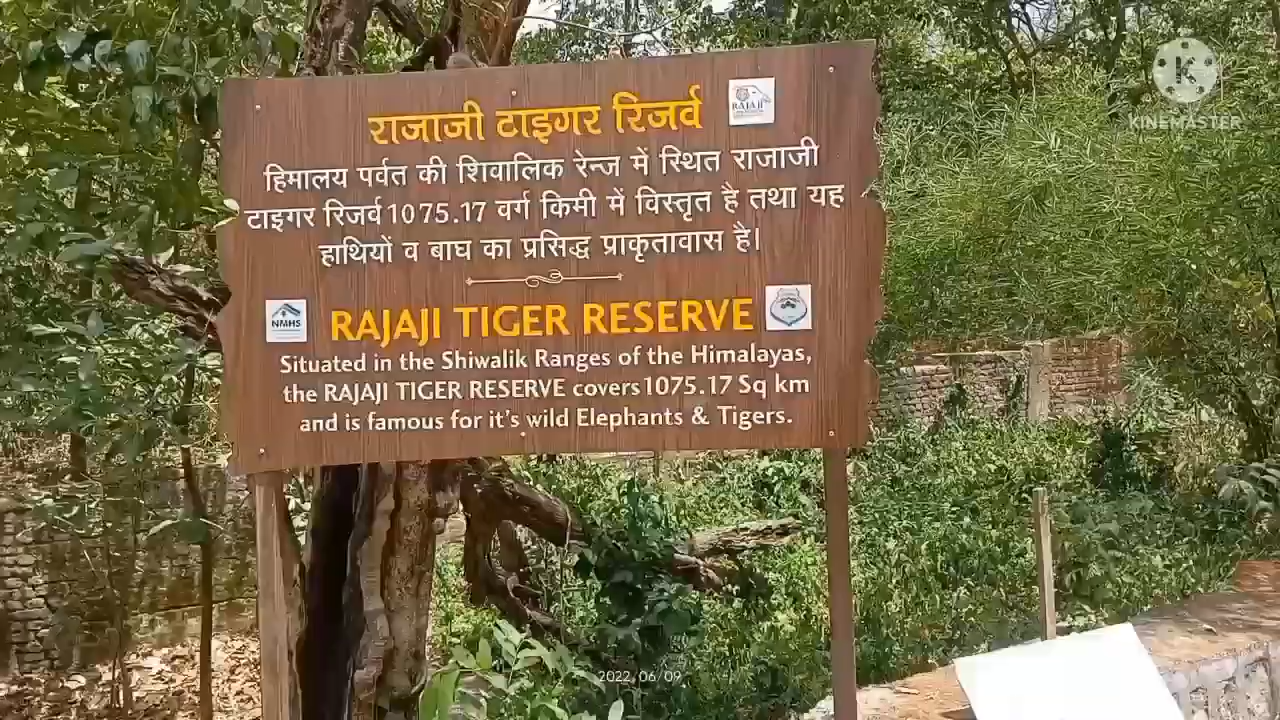 राजाजी टाइगर रिजर्व
RAJAJI
हिमालय पर्वत की शिवालिक रेन्ज में स्थित राजाजी
टाइगर रिजर्व 1075.17 वर्ग किमी में विस्तृत है तथा यह
हाथियों व बाघ का प्रसिद्ध प्राकृतावास है।
NMHS
RAJAJI TIGER RESERVE
Situated in the Shiwalik Ranges of the Himalayas,
the RAJAJI TIGER RESERVE covers 1075.17 Sq km
and is famous for it's wild Elephants & Tigers.
K
KINEMASTER
2022/06/09